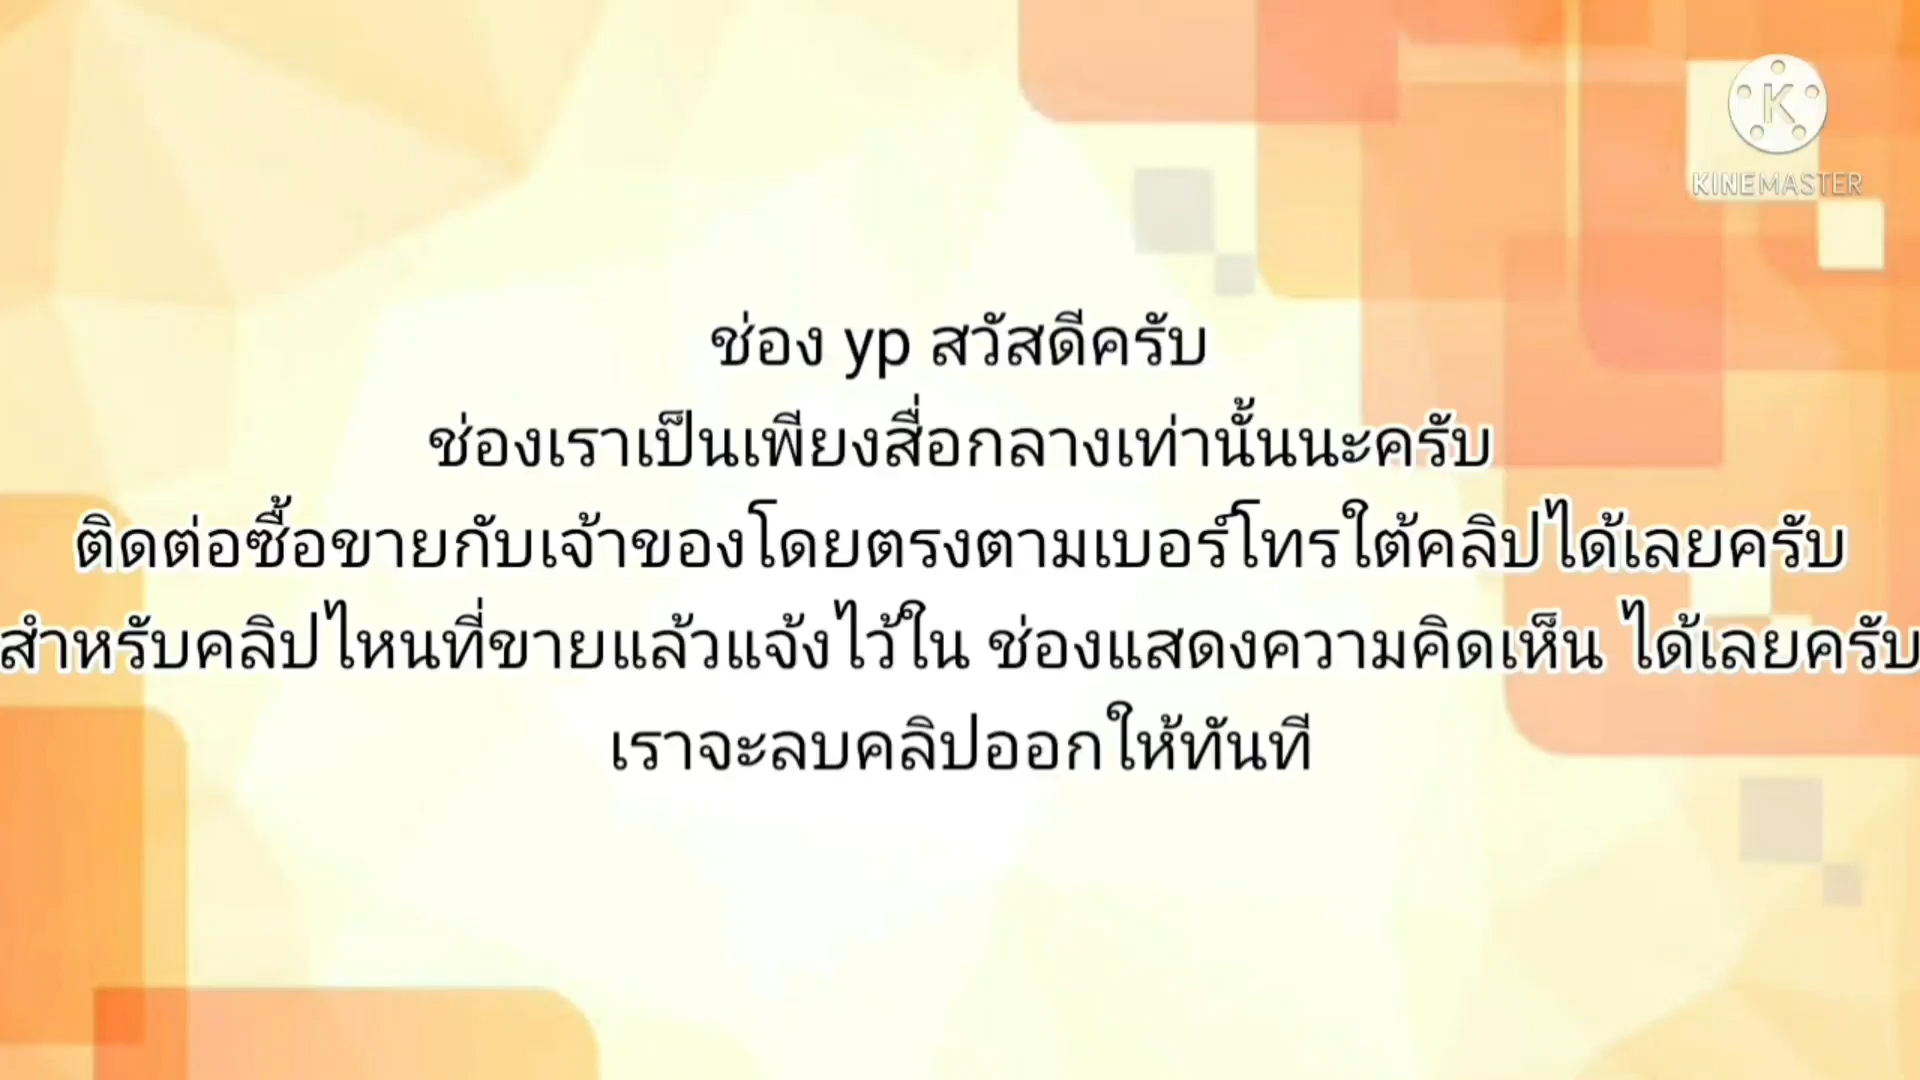 KINEMASTER
ช่อง yp สวัสดีครับ
ช่องเราเป็นเพียงสื่อกลางเท่านั้นนะครับ
ติดต่อซื้อขายกับเจ้าของโดยตรงตามเบอร์โทรใต้คลิปได้เลยครับ
สำหรับคลิปไหนที่ขายแล้วแจ้งไว้ใน ช่องแสดงความคิดเห็น ได้เลยครับ
เราจะลบคลิปออกให้ทันที